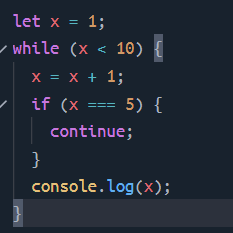 let x = 1;
while (x < 10) {
  x = x + 1;
  if (x === 5) {
    continue;
  }
  console.log(x);
}